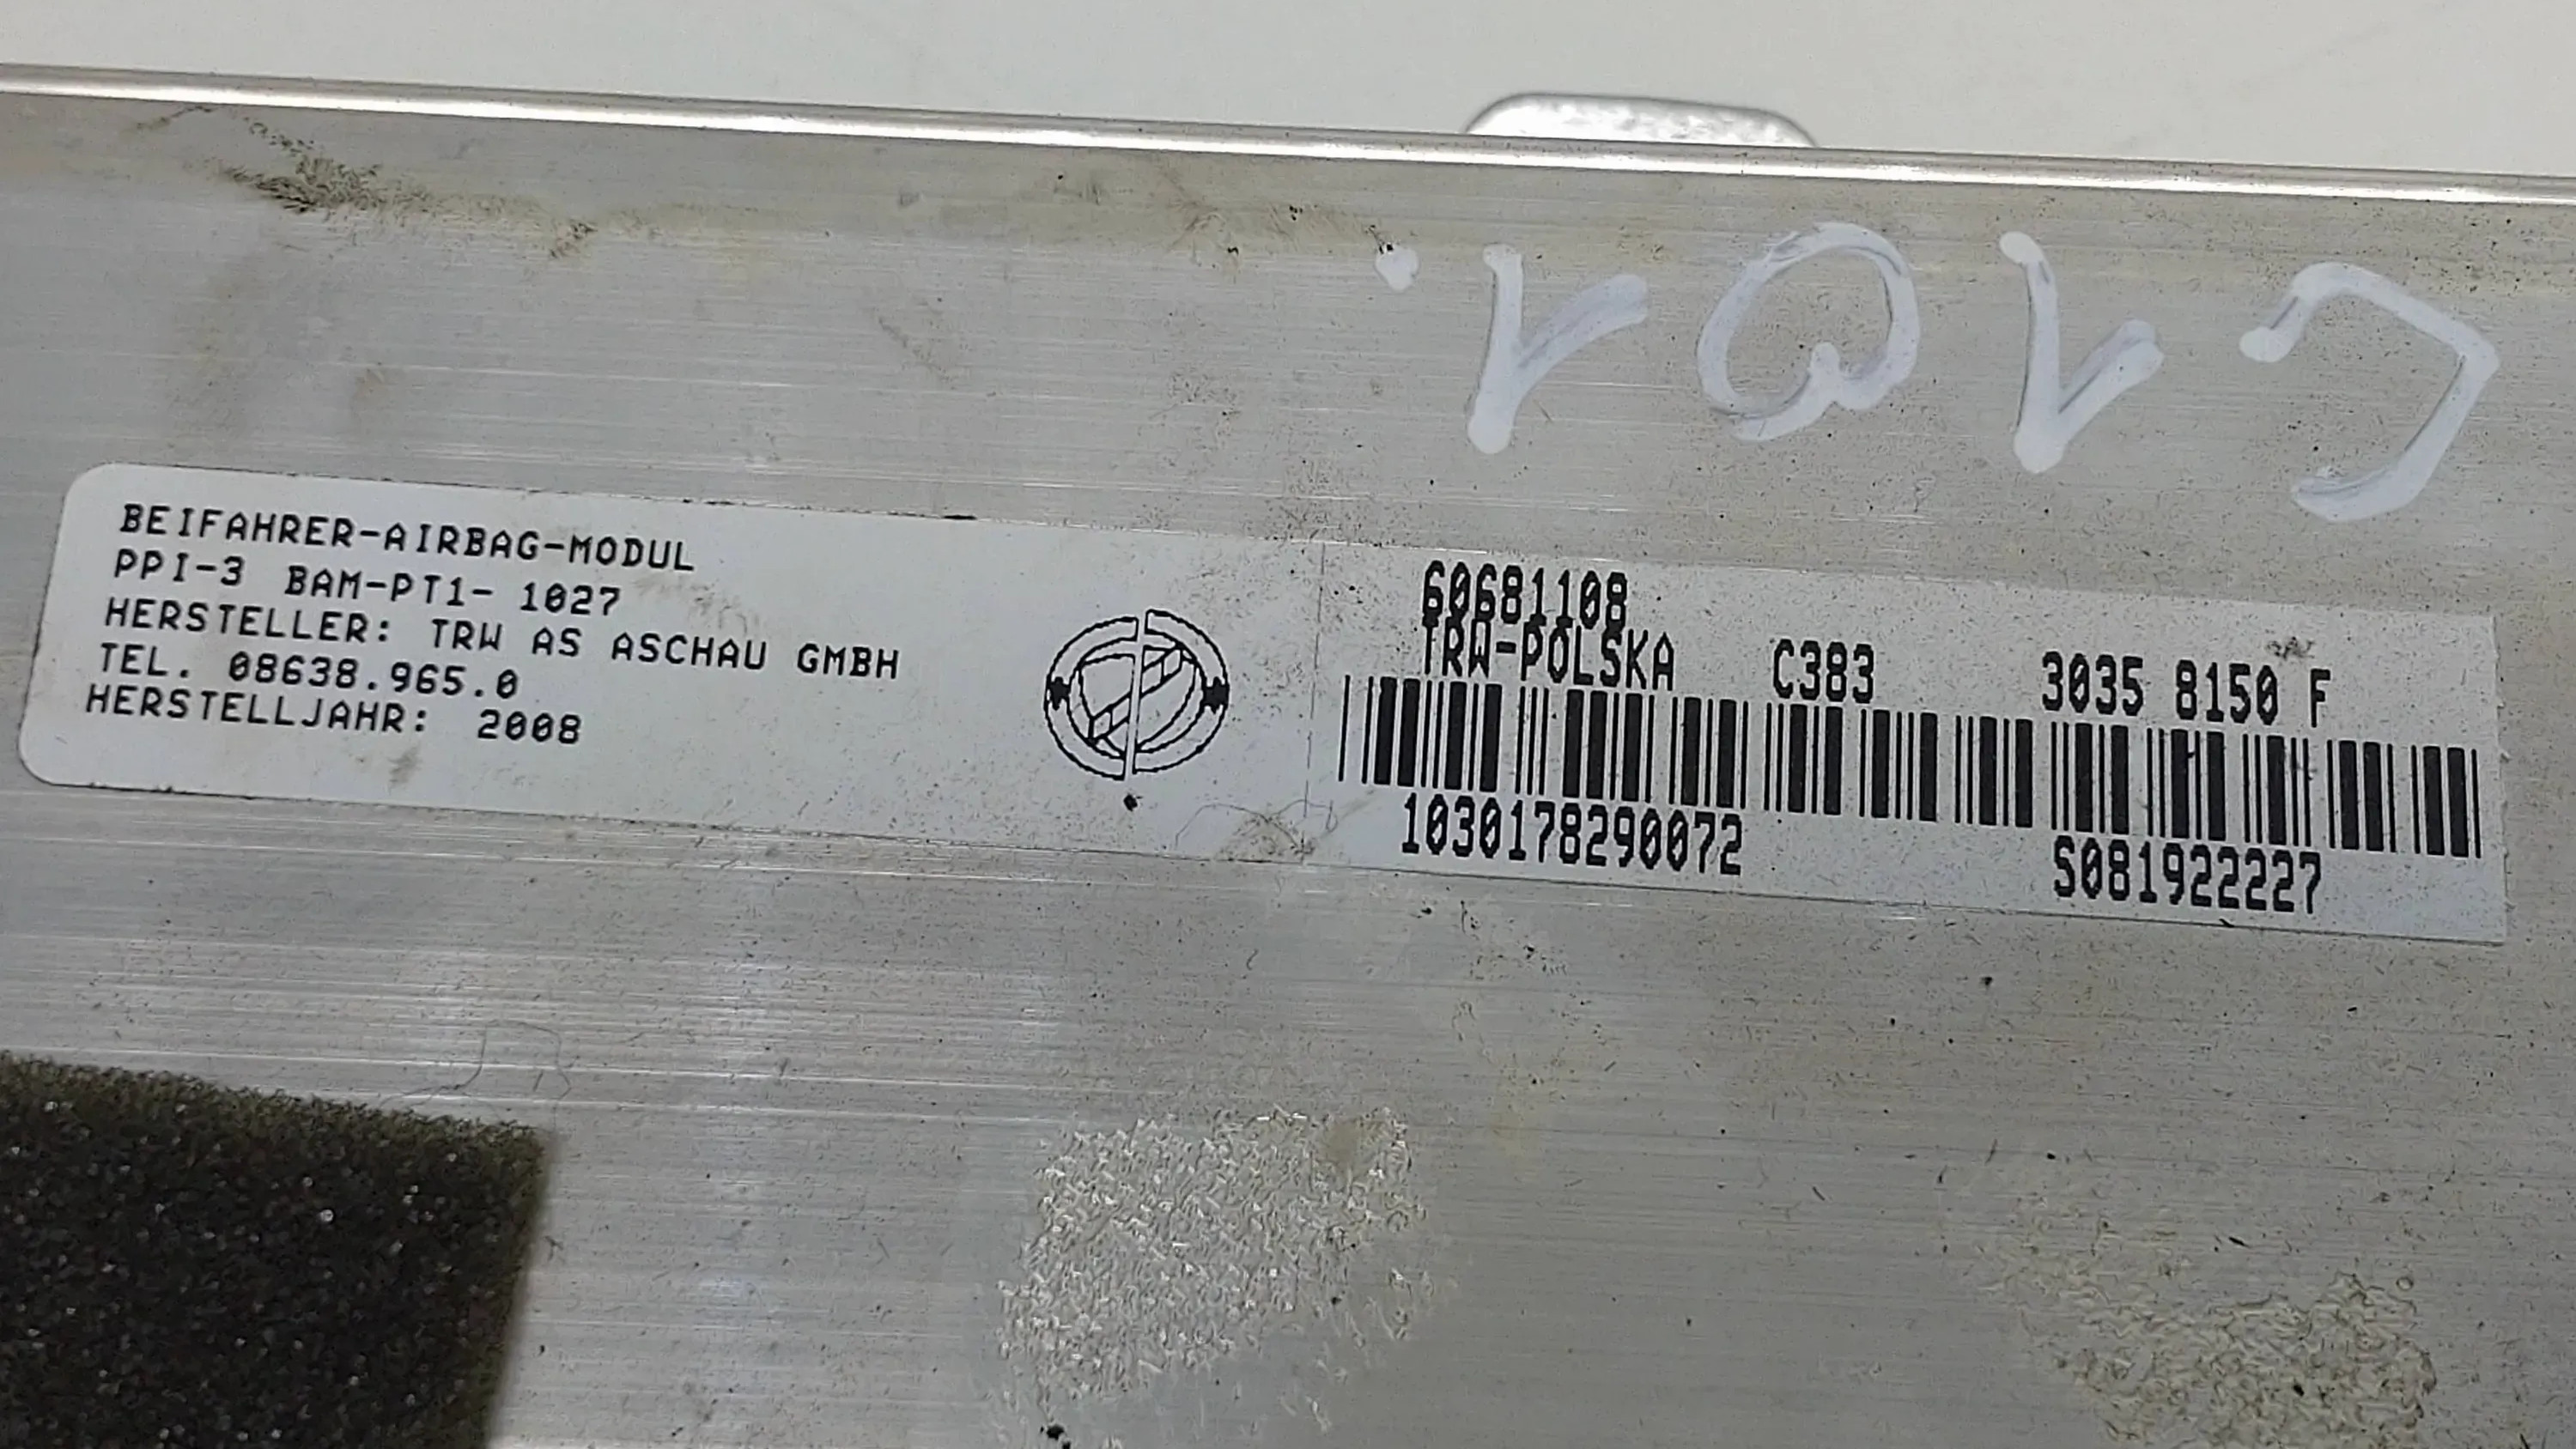 BEIFAHRER-AIRBAG-MODUL
PPI-3 BAM-PT1- 1027
HERSTELLER: TRW AS ASCHAU GMBH
TEL. 08638.965.0
HERSTELLJAHR: 2008
60681108
TRW-POLSKA C383 3035 8150 F
1030178290072 S081922227